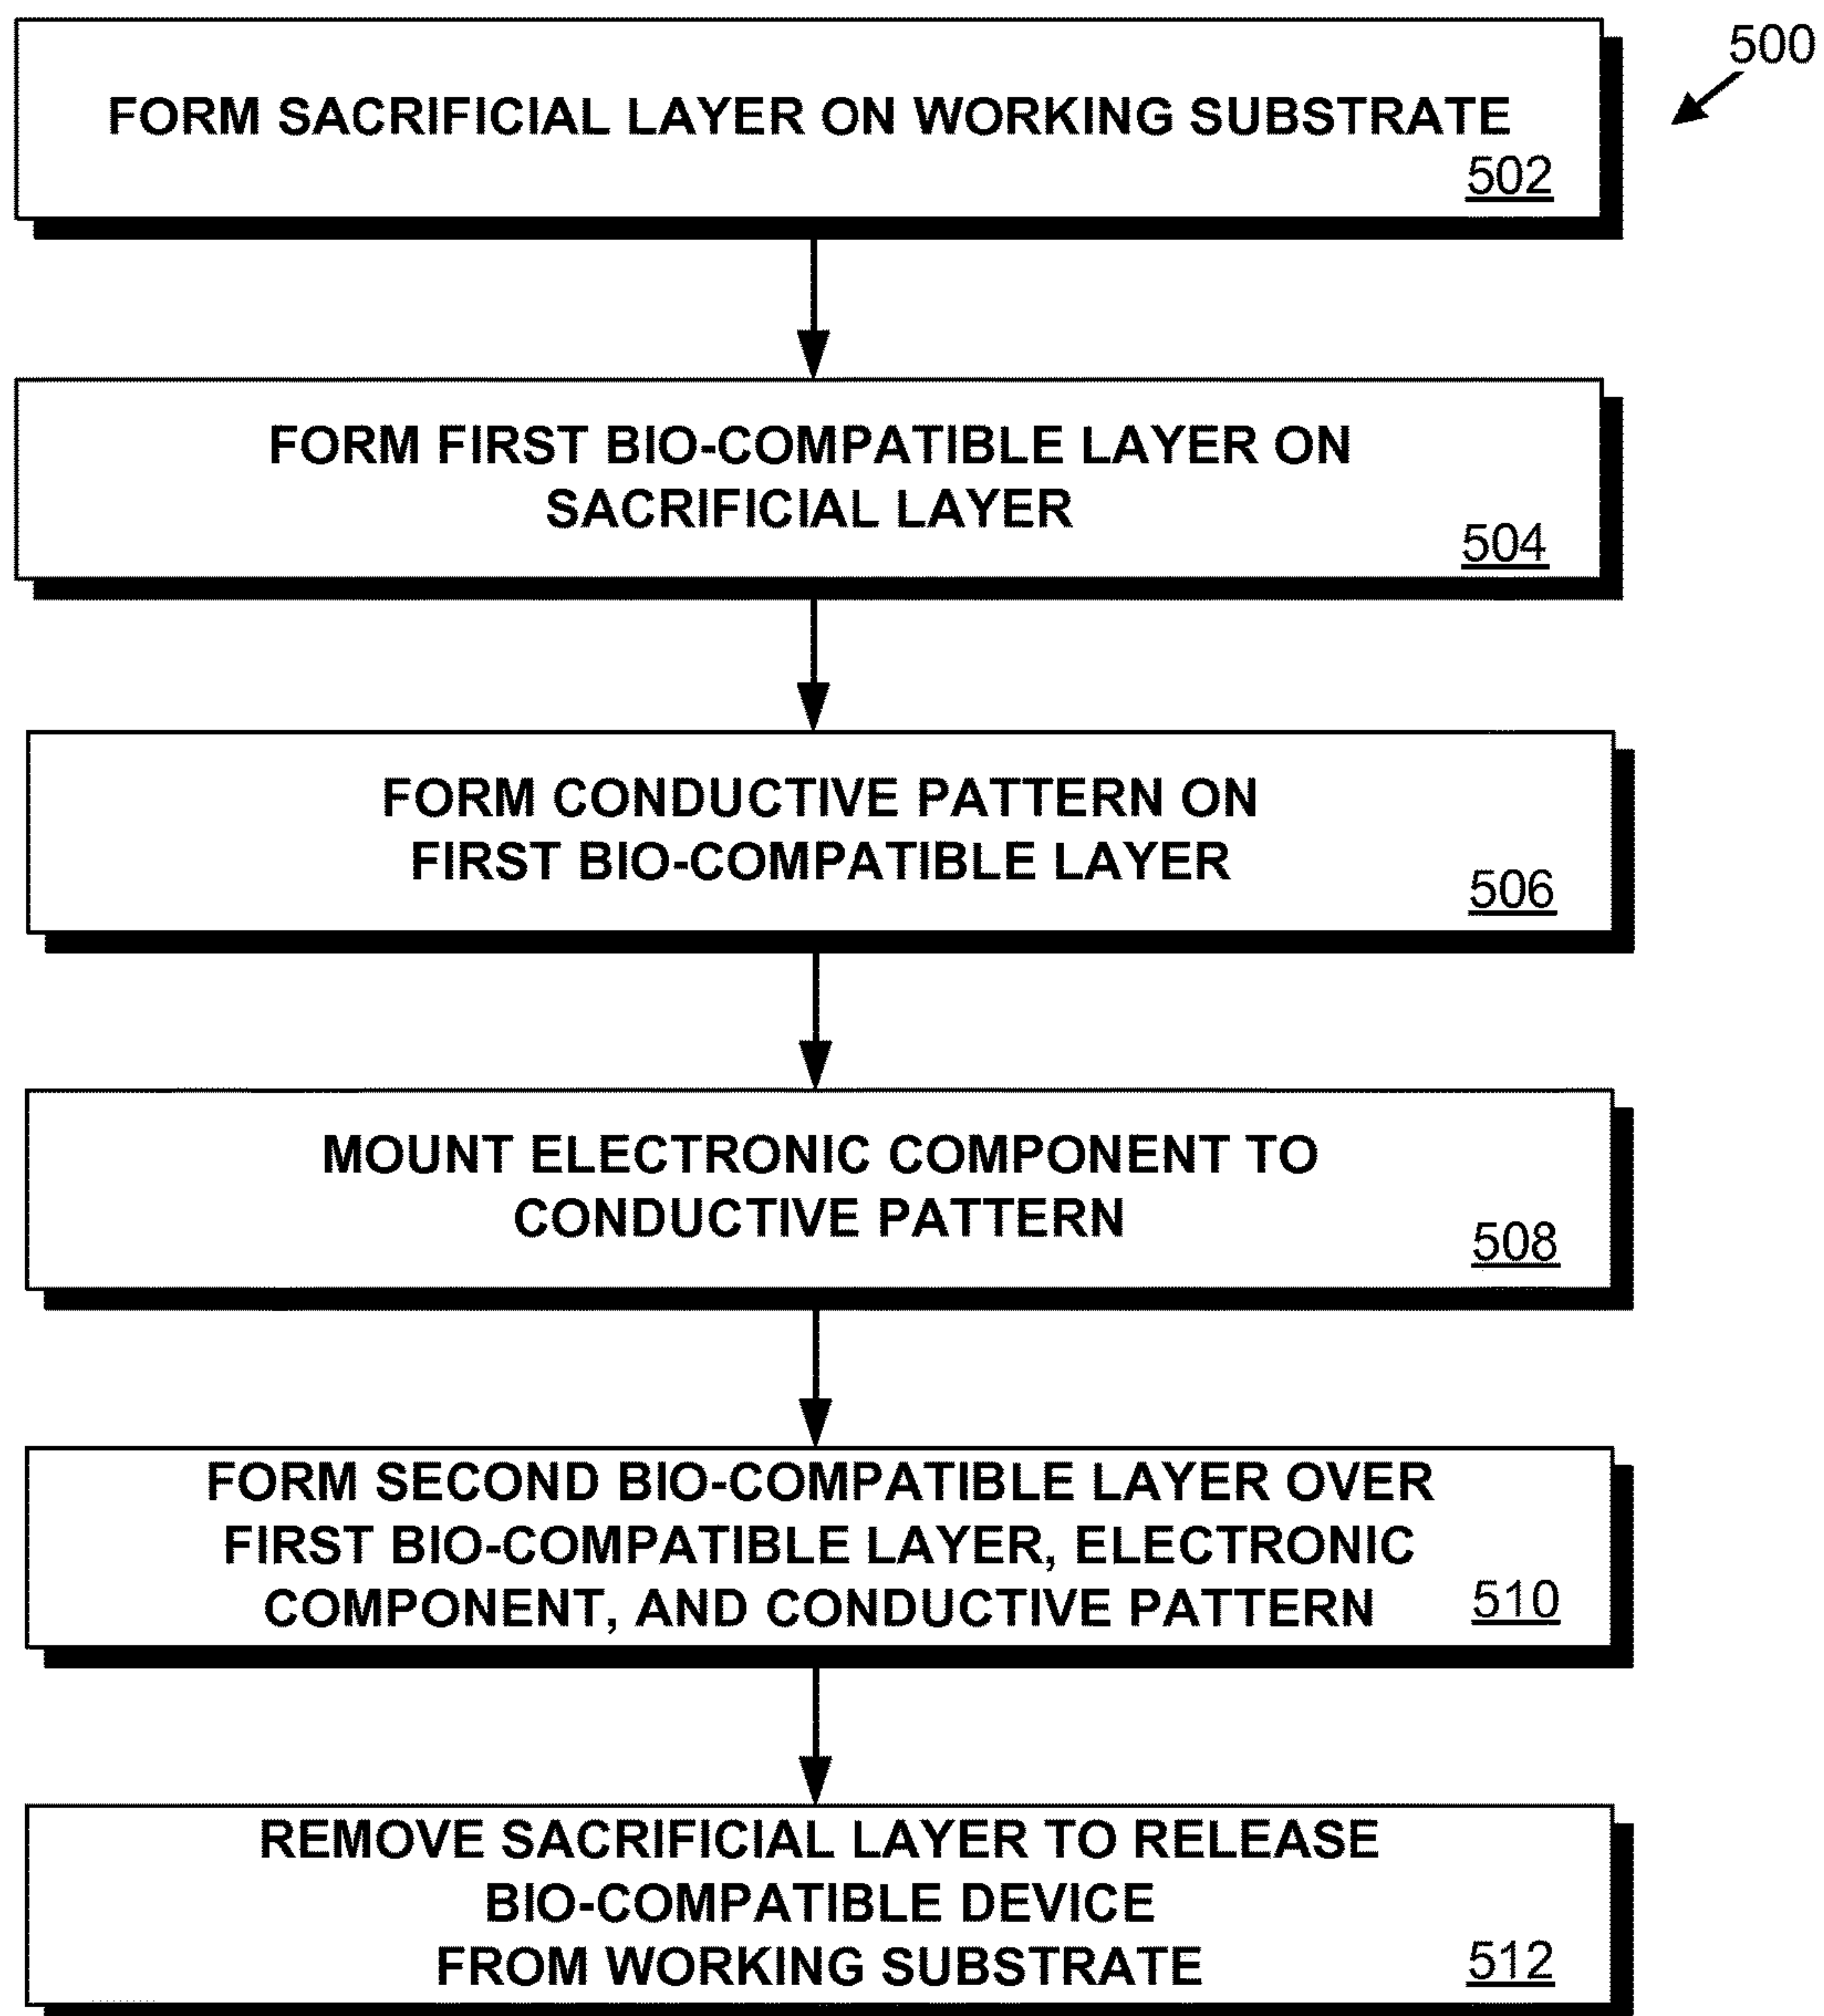 500
FORM SACRIFICIAL LAYER ON WORKING SUBSTRATE
502
FORM FIRST BIO-COMPATIBLE LAYER ON
SACRIFICIAL LAYER
504
FORM CONDUCTIVE PATTERN ON
FIRST BIO-COMPATIBLE LAYER
506
MOUNT ELECTRONIC COMPONENT TO
CONDUCTIVE PATTERN
508
FORM SECOND BIO-COMPATIBLE LAYER OVER
FIRST BIO-COMPATIBLE LAYER, ELECTRONIC
COMPONENT, AND CONDUCTIVE PATTERN
510
REMOVE SACRIFICIAL LAYER TO RELEASE
BIO-COMPATIBLE DEVICE
FROM WORKING SUBSTRATE
512